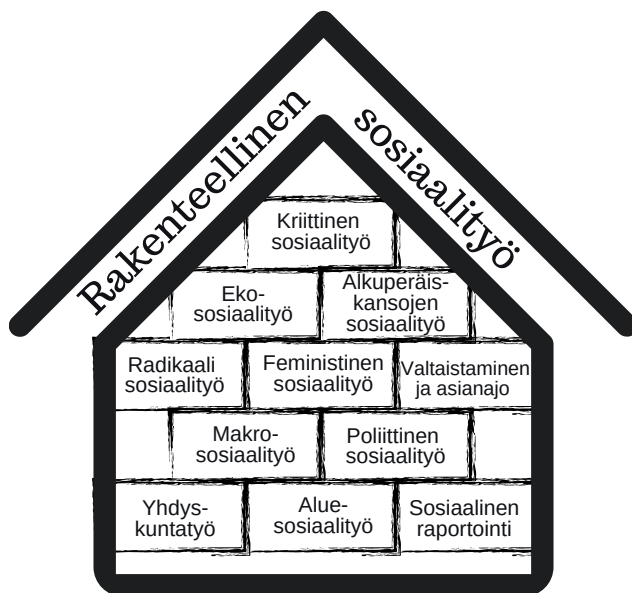 Rakenteellinen sosiaalityö
Kriittinen
sosiaalityö
Eko-
sosiaalityö
Alkuperäis-
kansojen
sosiaalityö
Radikaali
sosiaalityö
Feministinen
sosiaalityö
Valtaistaminen
ja asianajo
Makro-
sosiaalityö
Poliittinen
sosiaalityö
Yhdys-
kuntatyö
Alue-
sosiaalityö
Sosiaalinen
raportointi